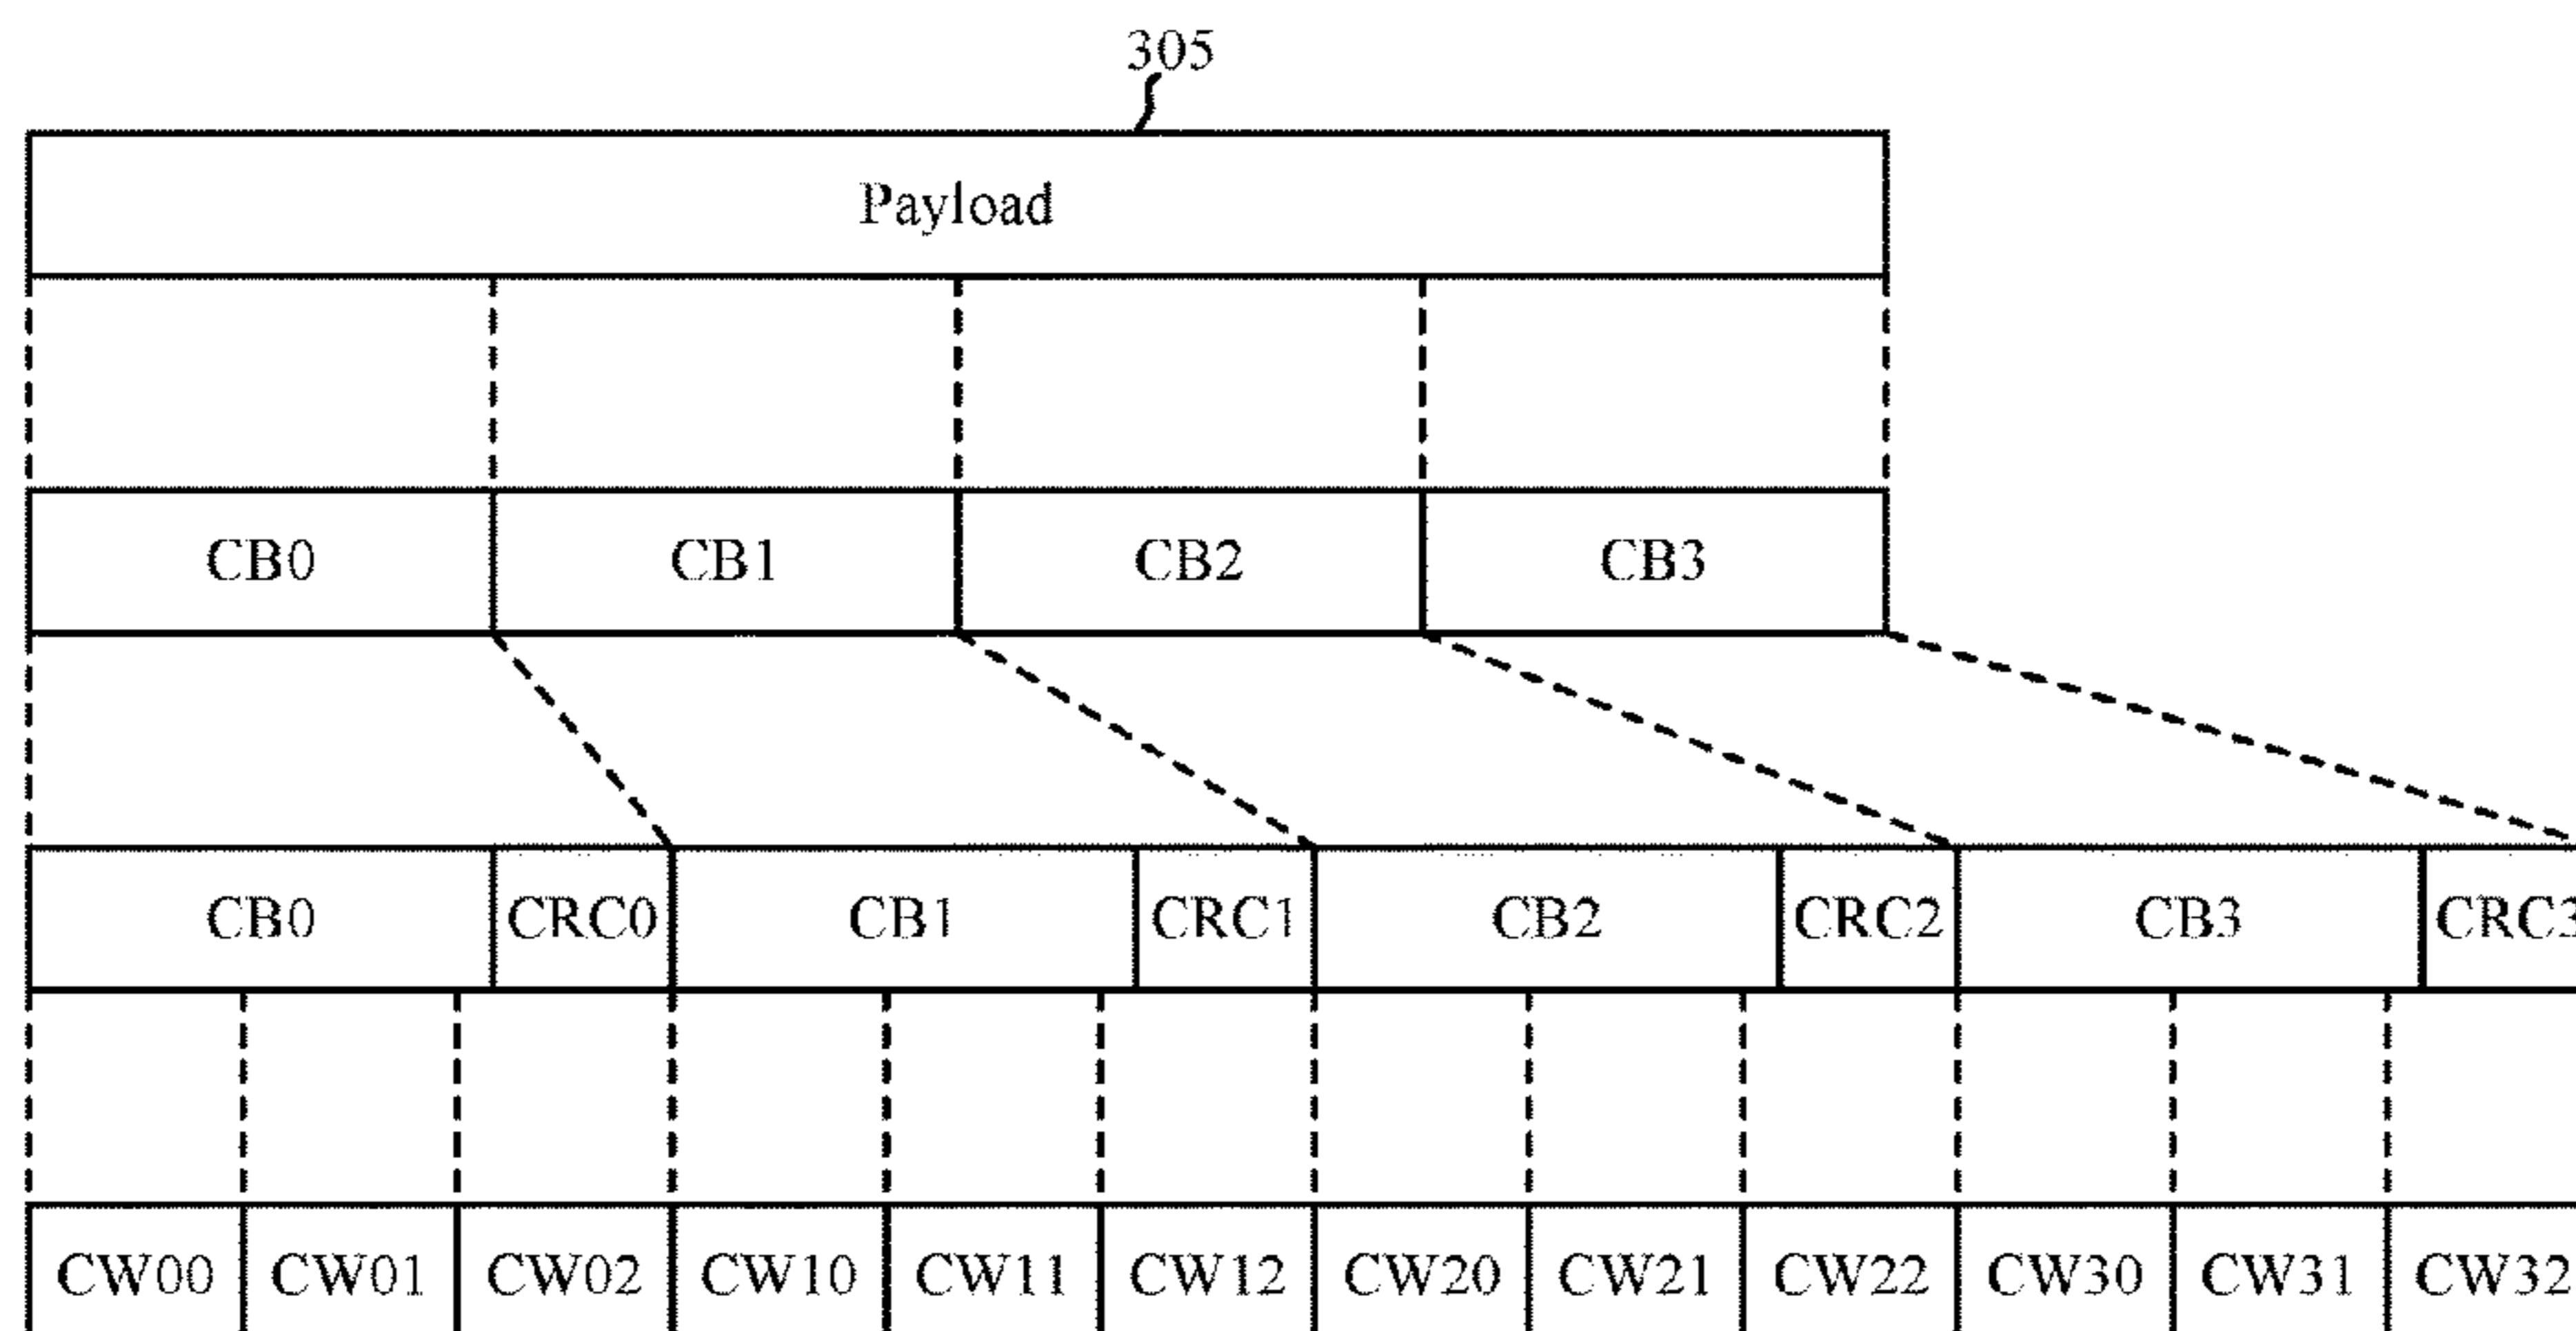 305
Payload
CB0 CB1 CB2 CB3
CB0 CRC0 CB1 CRC1 CB2 CRC2 CB3 CRC3
CW00 CW01 CW02 CW10 CW11 CW12 CW20 CW21 CW22 CW30 CW31 CW32